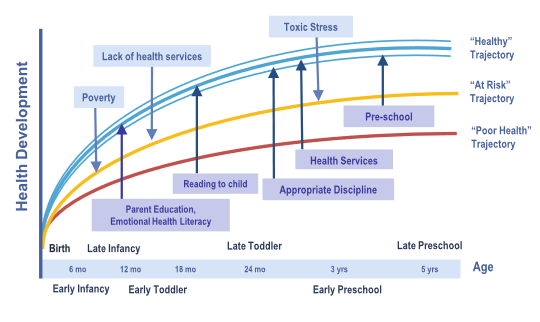 Toxic Stress
"Healthy"
Trajectory
Lack of health services
"At Risk"
Trajectory
Poverty
Pre-school
"Poor Health"
Trajectory
Health Services
Reading to child
Appropriate Discipline
Parent Education,
Emotional Health Literacy
Health Development
Birth
Late Infancy
Late Toddler
Late Preschool
6 mo
12 mo
18 mo
24 mo
3 yrs
5 yrs
Age
Early Infancy
Early Toddler
Early Preschool